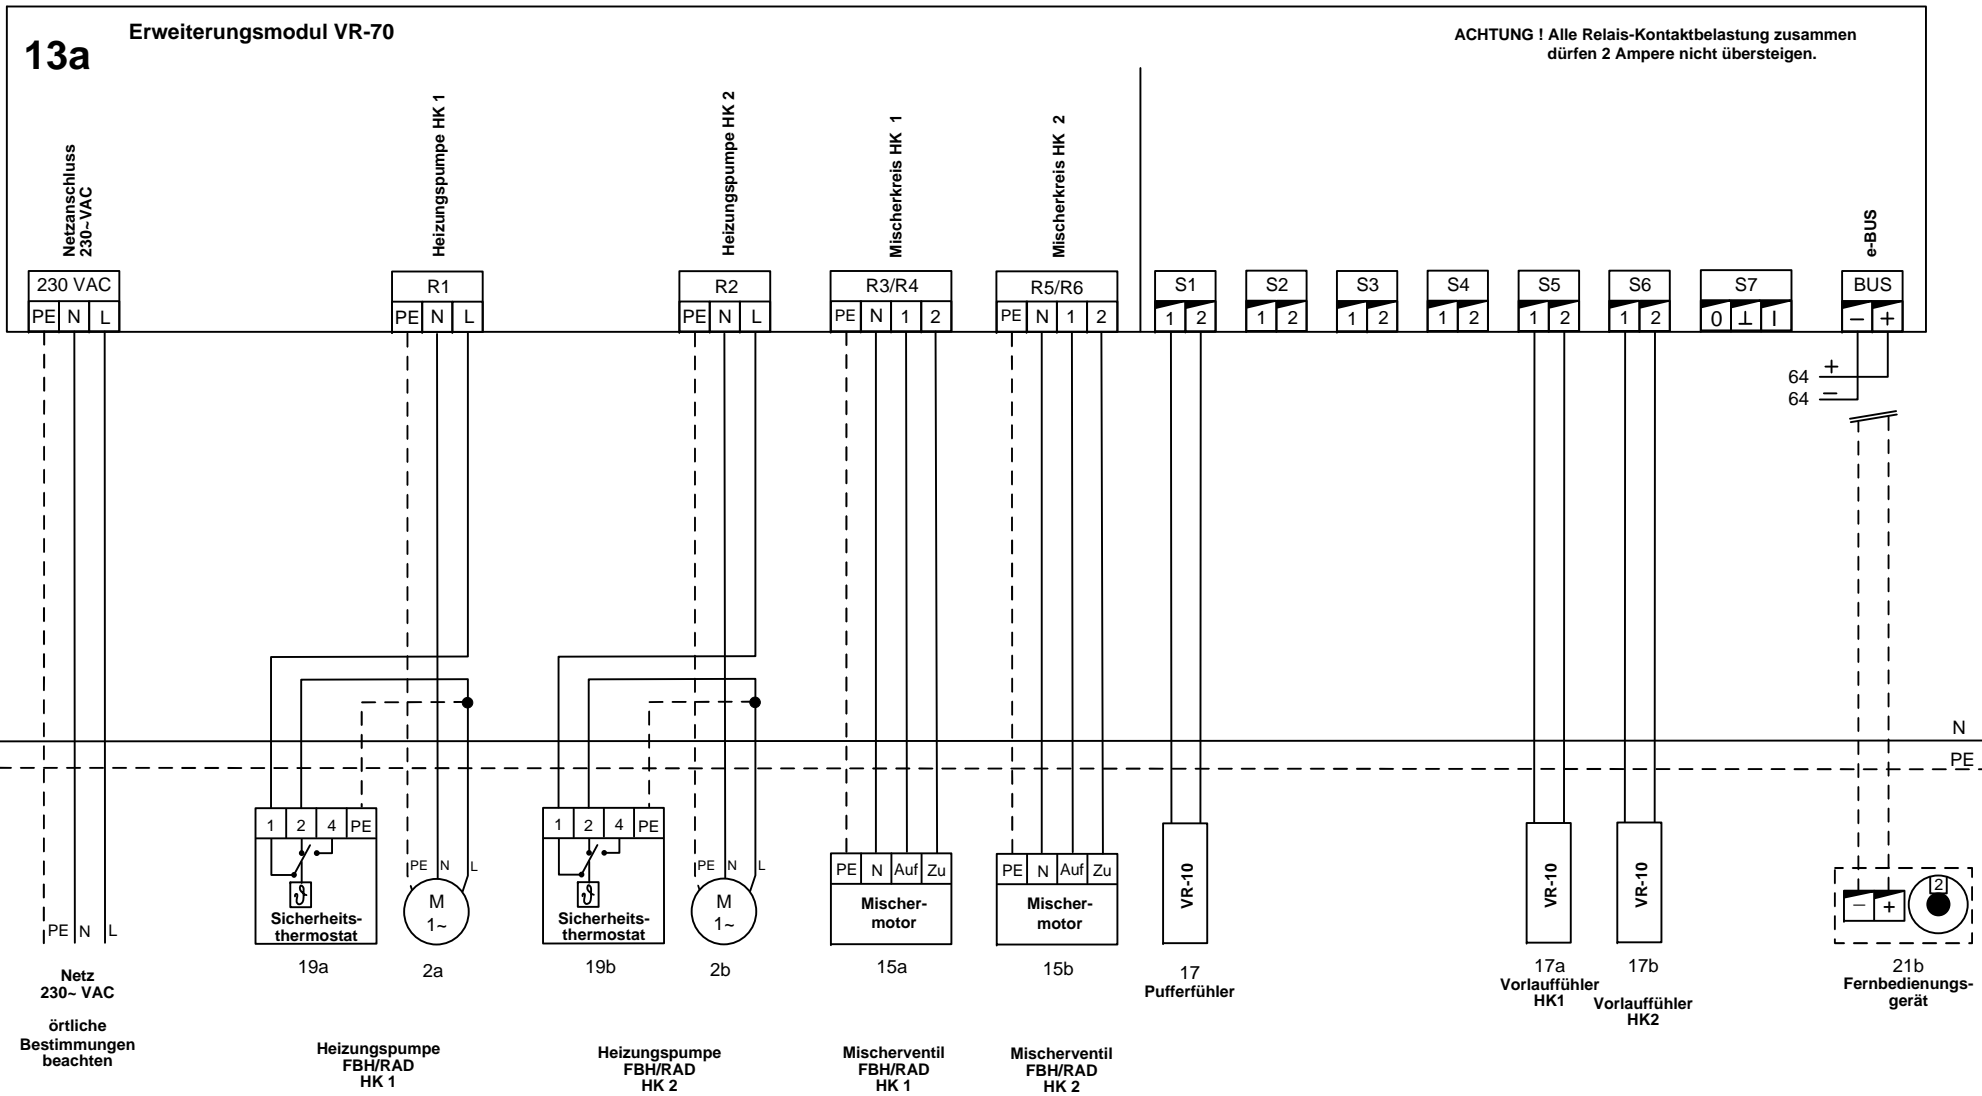 13a
Erweiterungsmodul VR-70
ACHTUNG ! Alle Relais-Kontaktbelastung zusammen
dürfen 2 Ampere nicht übersteigen.
Netzanschluss
230~VAC
Heizungspumpe HK 1
Heizungspumpe HK 2
Mischerkreis HK 1
Mischerkreis HK 2
e-BUS
230 VAC
PE N L
R1
PE N L
R2
PE N L
R3/R4
PE N 1 2
R5/R6
PE N 1 2
S1
1 2
S2
1 2
S3
1 2
S4
1 2
S5
1 2
S6
1 2
S7
0 ⊥ I
BUS
− +
64 +
64 −
N
PE
PE N L
Netz
230~ VAC
örtliche
Bestimmungen
beachten
1 2 4 PE
ϑ
Sicherheits-
thermostat
19a
PE N L
M
1~
2a
Heizungspumpe
FBH/RAD
HK 1
1 2 4 PE
ϑ
Sicherheits-
thermostat
19b
PE N L
M
1~
2b
Heizungspumpe
FBH/RAD
HK 2
PE N Auf Zu
Mischer-
motor
15a
Mischerventil
FBH/RAD
HK 1
PE N Auf Zu
Mischer-
motor
15b
Mischerventil
FBH/RAD
HK 2
VR-10
17
Pufferfühler
VR-10
17a
Vorlauffühler
HK1
VR-10
17b
Vorlauffühler
HK2
− +
2
21b
Fernbedienungs-
gerät